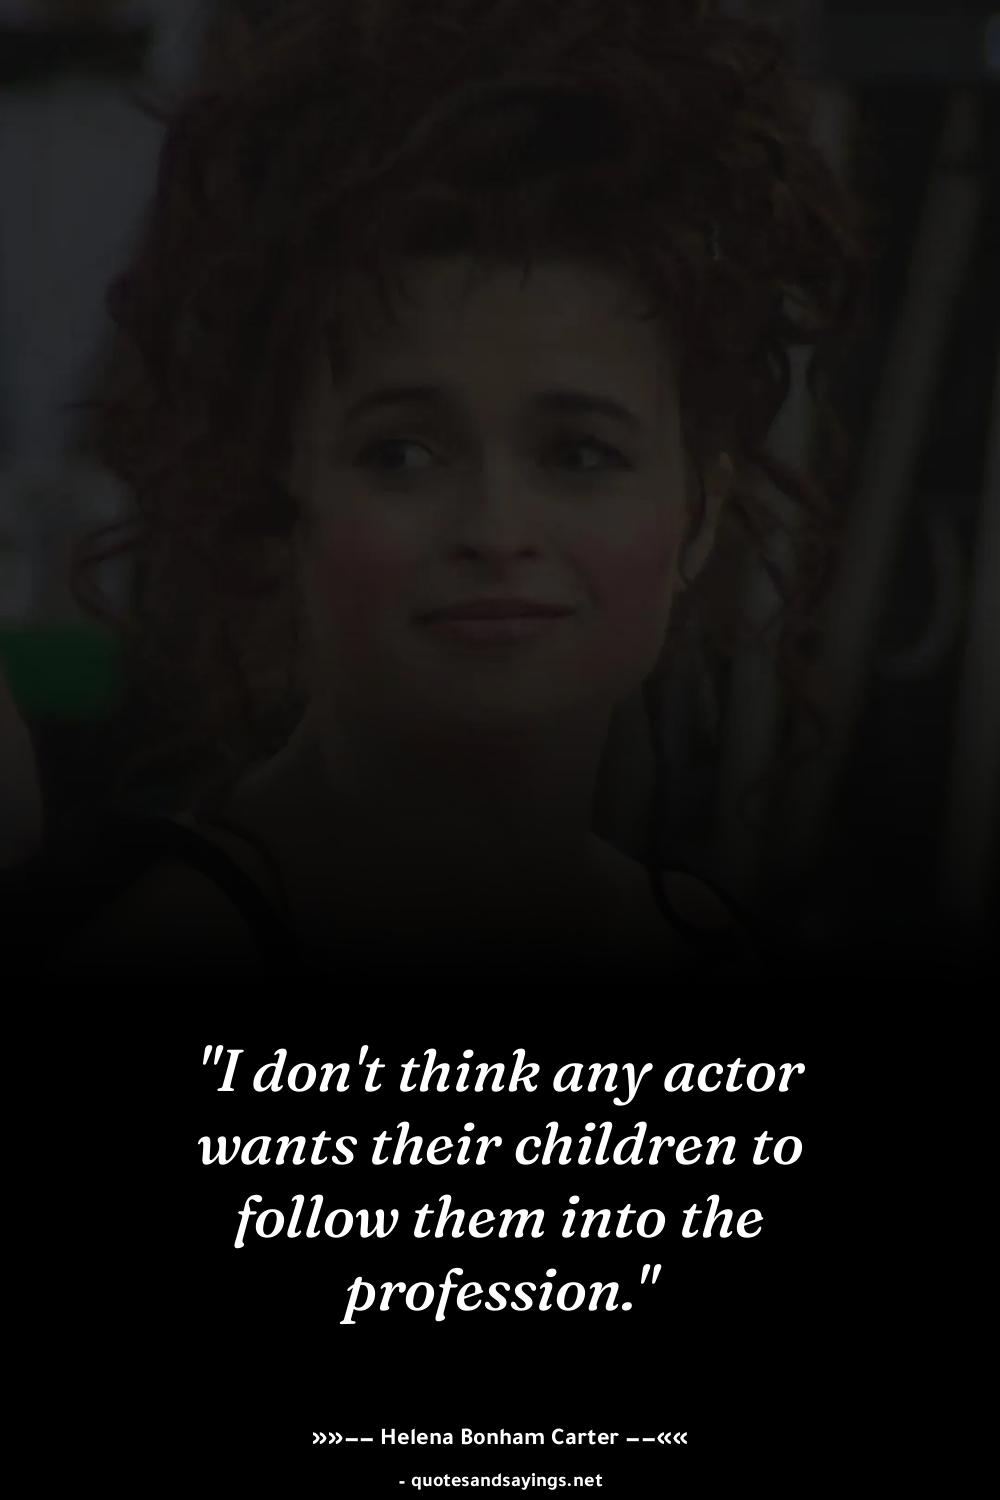 "I don't think any actor
wants their children to
follow them into the
profession."
»»−− Helena Bonham Carter −−««
- quotesandsayings.net